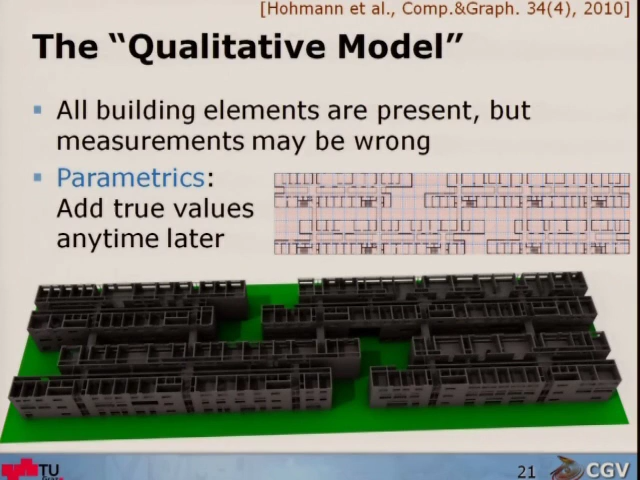 [Hohmann et al., Comp.&Graph. 34(4), 2010]
The “Qualitative Model”
▪ All building elements are present, but
measurements may be wrong
▪ Parametrics:
Add true values
anytime later
TU
Graz
21
CGV